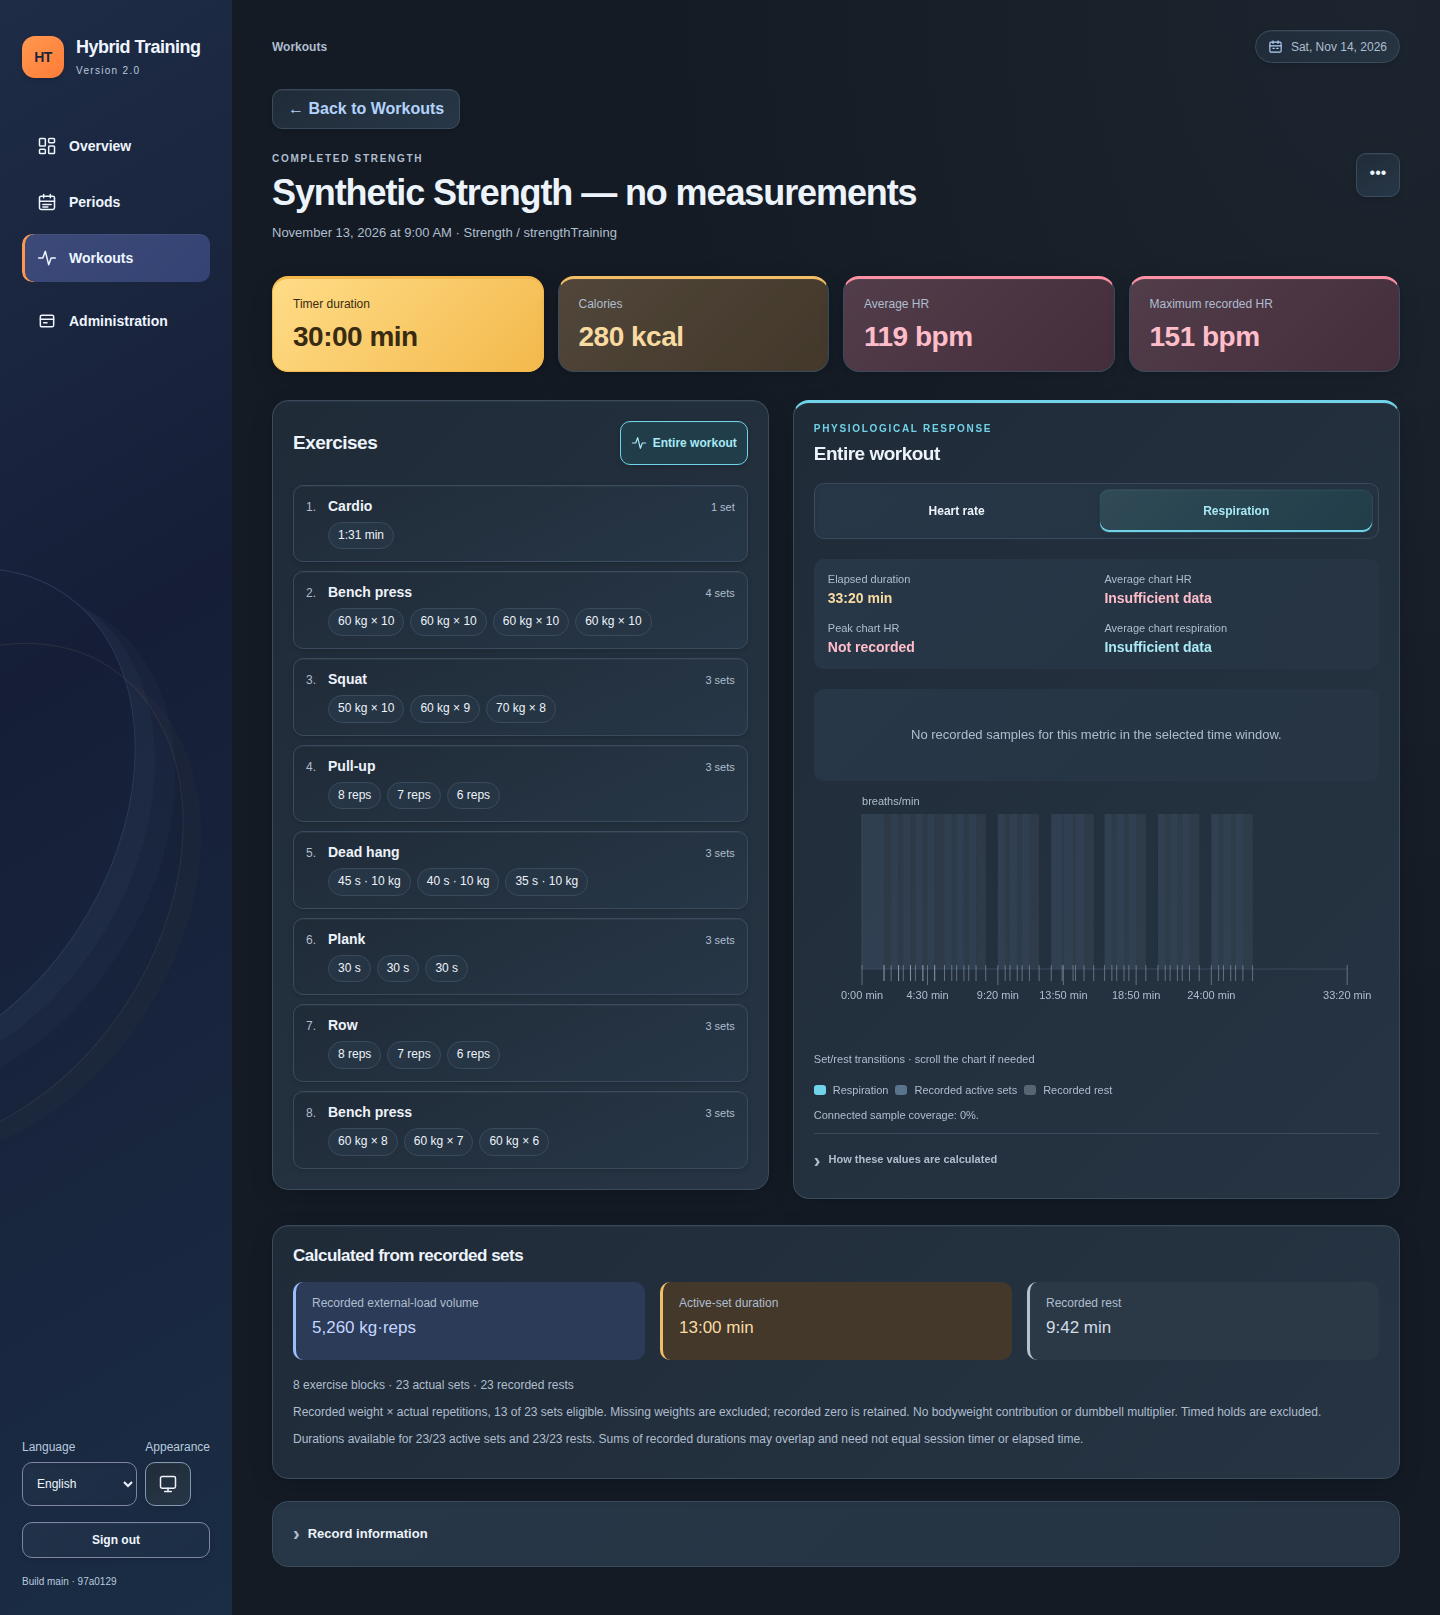 HT
Hybrid Training
Version 2.0
Overview
Periods
Workouts
Administration
Language
Appearance
English
Sign out
Build main · 97a0129
Workouts
Sat, Nov 14, 2026
← Back to Workouts
COMPLETED STRENGTH
Synthetic Strength — no measurements
•••
November 13, 2026 at 9:00 AM · Strength / strengthTraining
Timer duration
30:00 min
Calories
280 kcal
Average HR
119 bpm
Maximum recorded HR
151 bpm
Exercises
Entire workout
1. Cardio 1 set
1:31 min
2. Bench press 4 sets
60 kg × 10 60 kg × 10 60 kg × 10 60 kg × 10
3. Squat 3 sets
50 kg × 10 60 kg × 9 70 kg × 8
4. Pull-up 3 sets
8 reps 7 reps 6 reps
5. Dead hang 3 sets
45 s · 10 kg 40 s · 10 kg 35 s · 10 kg
6. Plank 3 sets
30 s 30 s 30 s
7. Row 3 sets
8 reps 7 reps 6 reps
8. Bench press 3 sets
60 kg × 8 60 kg × 7 60 kg × 6
PHYSIOLOGICAL RESPONSE
Entire workout
Heart rate Respiration
Elapsed duration
33:20 min
Average chart HR
Insufficient data
Peak chart HR
Not recorded
Average chart respiration
Insufficient data
No recorded samples for this metric in the selected time window.
breaths/min
0:00 min 4:30 min 9:20 min 13:50 min 18:50 min 24:00 min 33:20 min
Set/rest transitions · scroll the chart if needed
Respiration Recorded active sets Recorded rest
Connected sample coverage: 0%.
› How these values are calculated
Calculated from recorded sets
Recorded external-load volume
5,260 kg·reps
Active-set duration
13:00 min
Recorded rest
9:42 min
8 exercise blocks · 23 actual sets · 23 recorded rests
Recorded weight × actual repetitions, 13 of 23 sets eligible. Missing weights are excluded; recorded zero is retained. No bodyweight contribution or dumbbell multiplier. Timed holds are excluded.
Durations available for 23/23 active sets and 23/23 rests. Sums of recorded durations may overlap and need not equal session timer or elapsed time.
› Record information